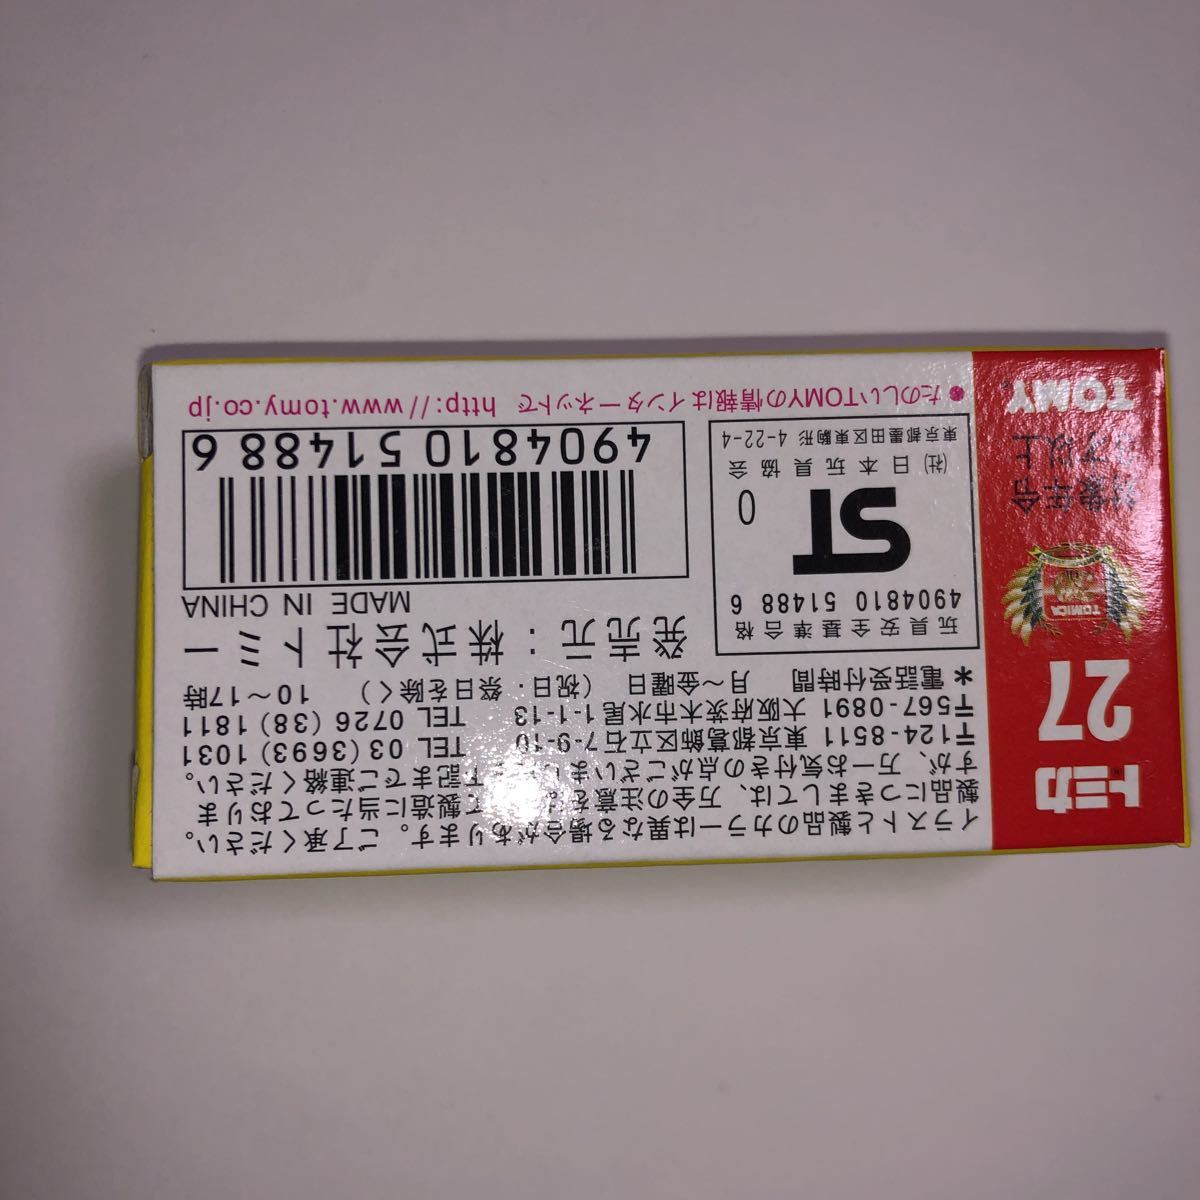 トミカ
27
TOMICA
対象年令
3才以上
TOMY
イラストと製品のカラーは異なる場合があります。ご了承ください。
製品につきましては、万全の注意を て製造に当たっておりま
すが、万一お気付きの点がございましたら下記までご連絡ください。
〒124-8511 東京都葛飾区立石7-9-10 TEL 03 (3693) 1031
〒567-0891 大阪府茨木市水尾1-1-13 TEL 0726 (38) 1811
*電話受付時間 月～金曜日 (祝日・祭日を除く) 10～17時
発売元：株式会社トミー
MADE IN CHINA
4904810 51488 6
玩具安全基準合格
4904810 51488 6
ST
0
(社)日本玩具協会
東京都墨田区東駒形4-22-4
●たのしいTOMYの情報はインターネットで http://www.tomy.co.jp